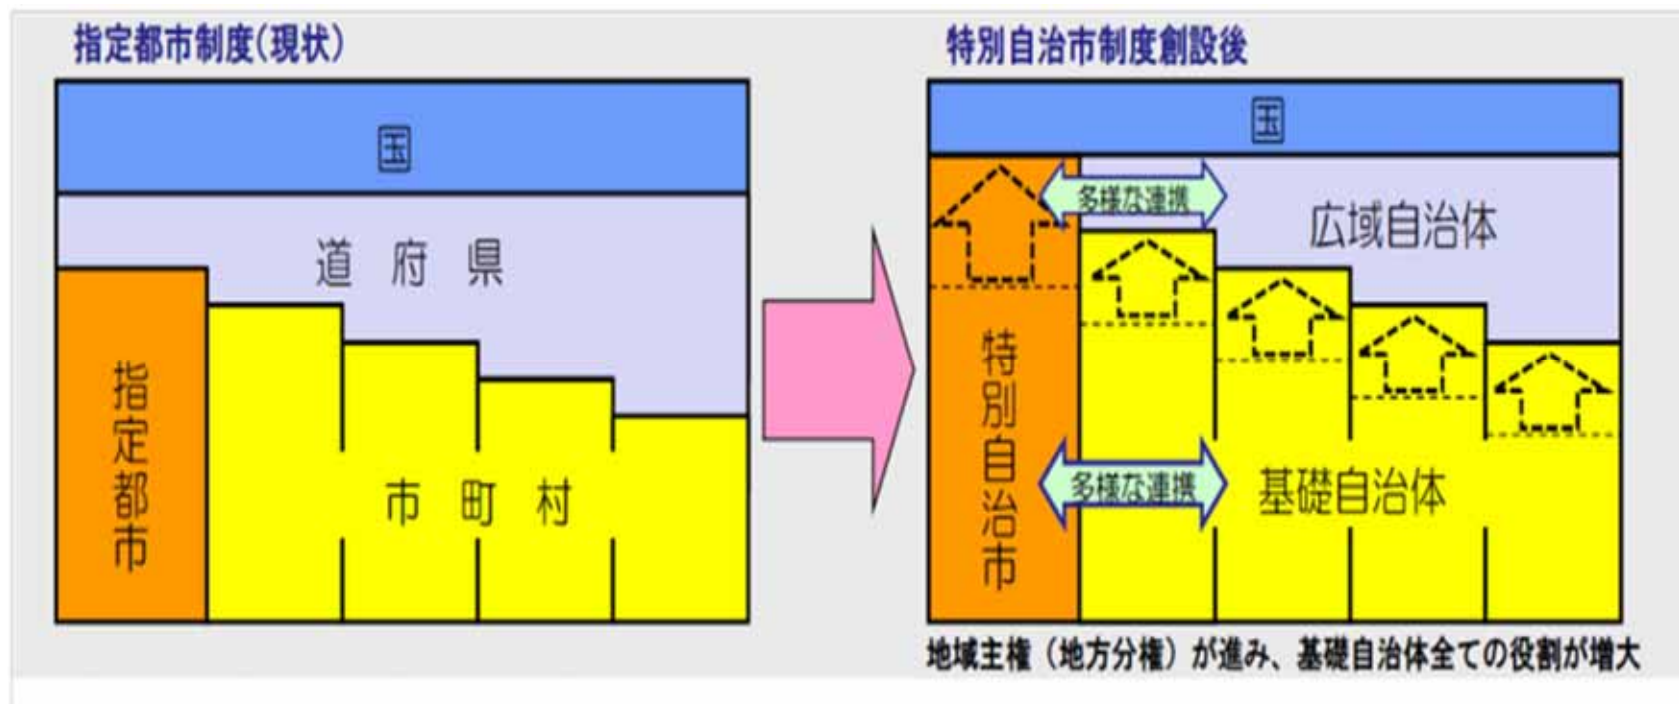 指定都市制度(現状)
国
道府県
指定都市
市町村
特別自治市制度創設後
国
多様な連携
広域自治体
特別自治市
多様な連携
基礎自治体
地域主権（地方分権）が進み、基礎自治体全ての役割が増大